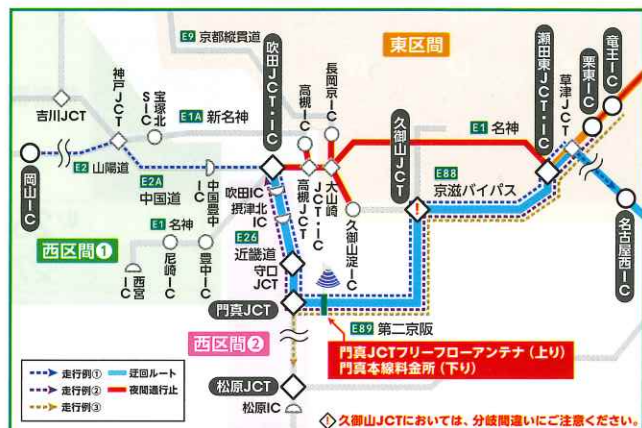 E9 京都縦貫道
東区間
吹田JCT・IC
長岡京IC
瀬田東JCT・IC
竜王IC
栗東IC
草津JCT
神戸JCT
宝塚北SIC
高槻IC
久御山JCT
吉川JCT
E1A 新名神
E1 名神
E88
京滋バイパス
岡山IC
E2 山陽道
E2A
中国道
中国豊中IC
吹田IC
摂津北IC
高槻JCT
大山崎JCT・IC
久御山淀IC
名古屋西IC
E1 名神
西区間①
西宮IC
尼崎IC
豊中IC
E26
近畿道
守口JCT
門真JCT
E89 第二京阪
西区間②
門真JCTフリーフローアンテナ(上り)
門真本線料金所(下り)
走行例① 迂回ルート
走行例② 夜間通行止
走行例③
松原JCT
松原IC
! 久御山JCTにおいては、分岐間違いにご注意ください。